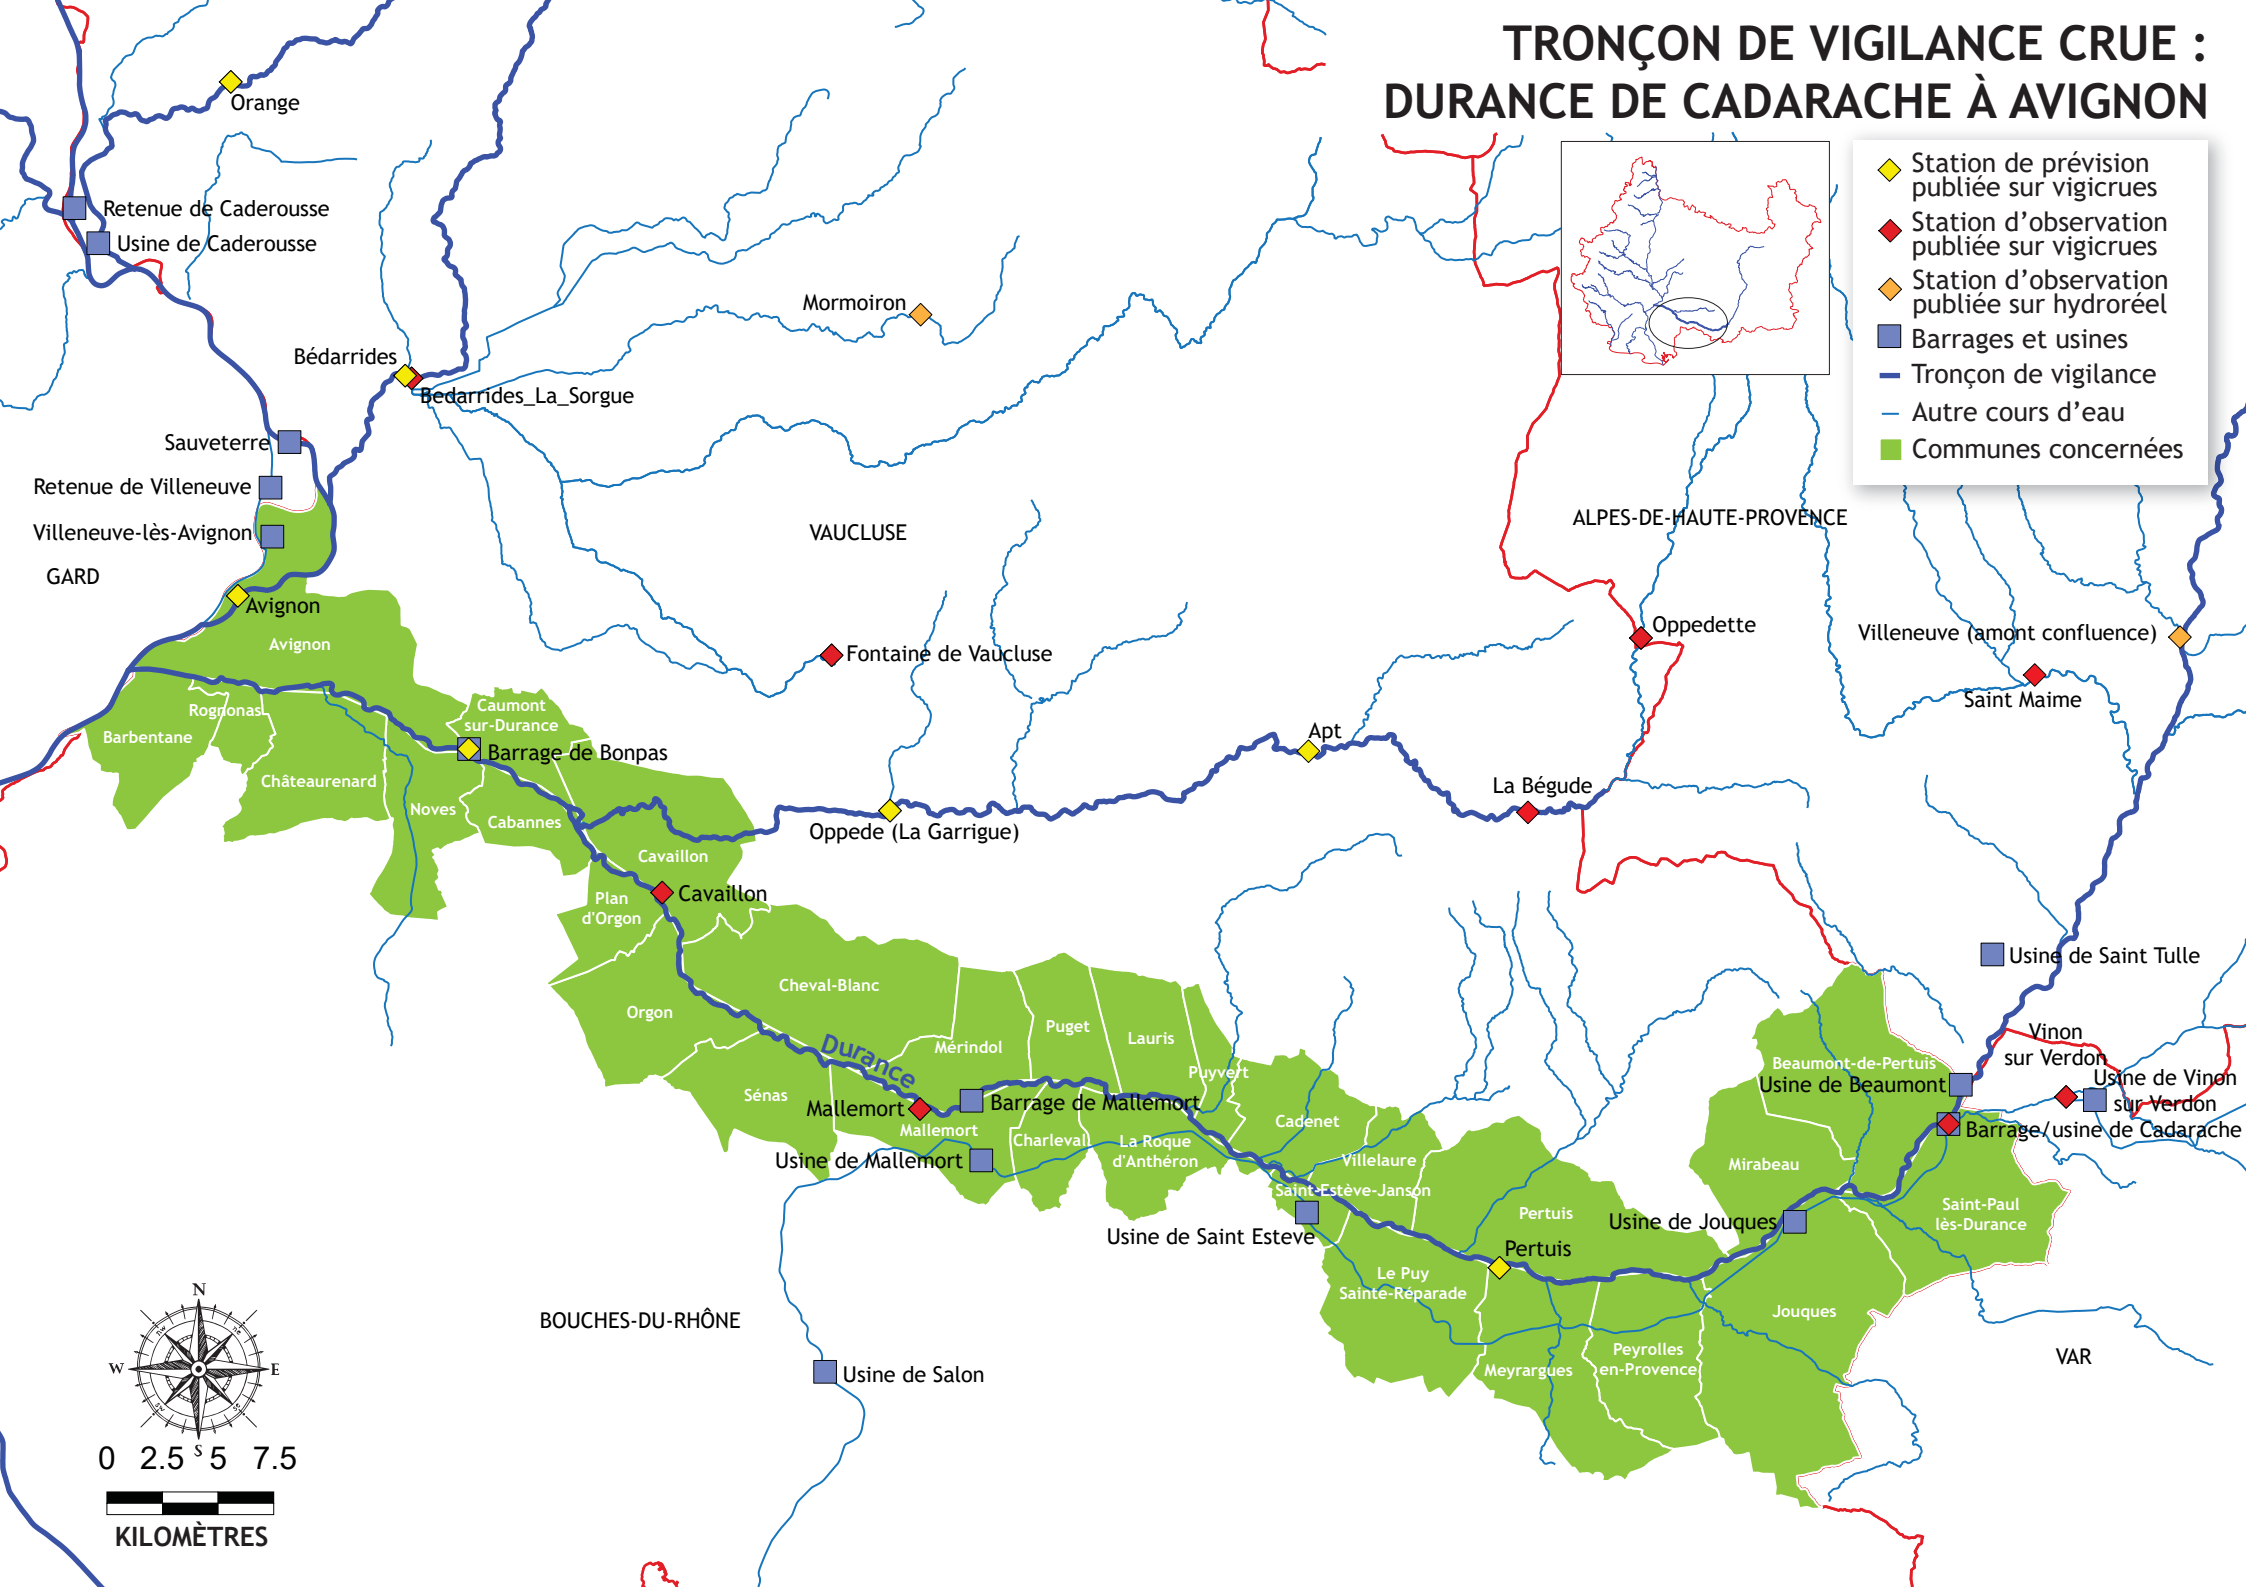 TRONÇON DE VIGILANCE CRUE :
DURANCE DE CADARACHE À AVIGNON
Station de prévision
publiée sur vigicrues
Station d'observation
publiée sur vigicrues
Station d'observation
publiée sur hydroréel
Barrages et usines
Tronçon de vigilance
Autre cours d'eau
Communes concernées
Orange
Retenue de Caderousse
Usine de Caderousse
Mormoiron
Bédarrides
Bedarrides_La_Sorgue
Sauveterre
Retenue de Villeneuve
Villeneuve-lès-Avignon
GARD
VAUCLUSE
ALPES-DE-HAUTE-PROVENCE
Avignon
Avignon
Fontaine de Vaucluse
Oppedette
Villeneuve (amont confluence)
Saint Maime
Rognonas
Barbentane
Caumont
sur-Durance
Barrage de Bonpas
Châteaurenard
Noves
Cabannes
Apt
La Bégude
Oppede (La Garrigue)
Cavaillon
Cavaillon
Plan
d'Orgon
Usine de Saint Tulle
Cheval-Blanc
Orgon
Puget
Lauris
Mérindol
Durance
Puyvert
Sénas
Mallemort
Barrage de Mallemort
Mallemort
Charleval
La Roque
d'Anthéron
Usine de Mallemort
Cadenet
Villelaure
Saint-Estève-Janson
Usine de Saint Esteve
Vinon
sur Verdon
Beaumont-de-Pertuis
Usine de Beaumont
Usine de Vinon
sur Verdon
Barrage/usine de Cadarache
Mirabeau
Saint-Paul
lès-Durance
Pertuis
Usine de Jouques
Pertuis
Le Puy
Sainte-Réparade
Jouques
Meyrargues
Peyrolles
en-Provence
BOUCHES-DU-RHÔNE
VAR
Usine de Salon
N
nw
ne
W
E
sw
se
S
0 2.5 5 7.5
KILOMÈTRES